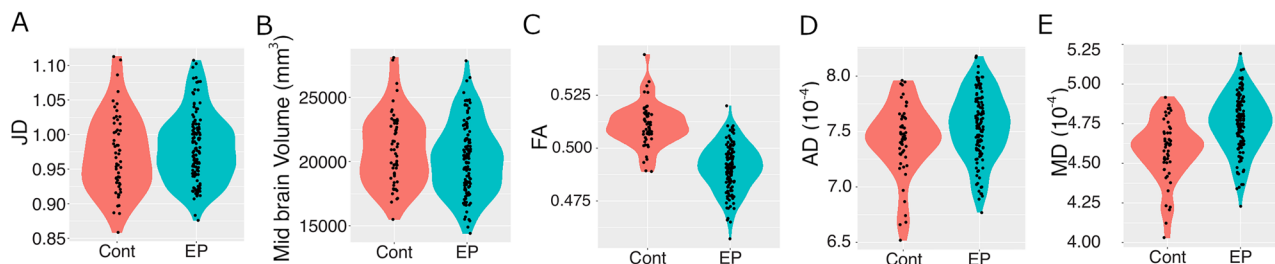 A
JD
1.10
1.05
1.00
0.95
0.90
0.85
Cont EP
B
Mid brain Volume (mm³)
25000
20000
15000
Cont EP
C
FA
0.525
0.500
0.475
Cont EP
D
AD (10⁻⁴)
8.0
7.5
7.0
6.5
Cont EP
E
MD (10⁻⁴)
5.25
5.00
4.75
4.50
4.25
4.00
Cont EP